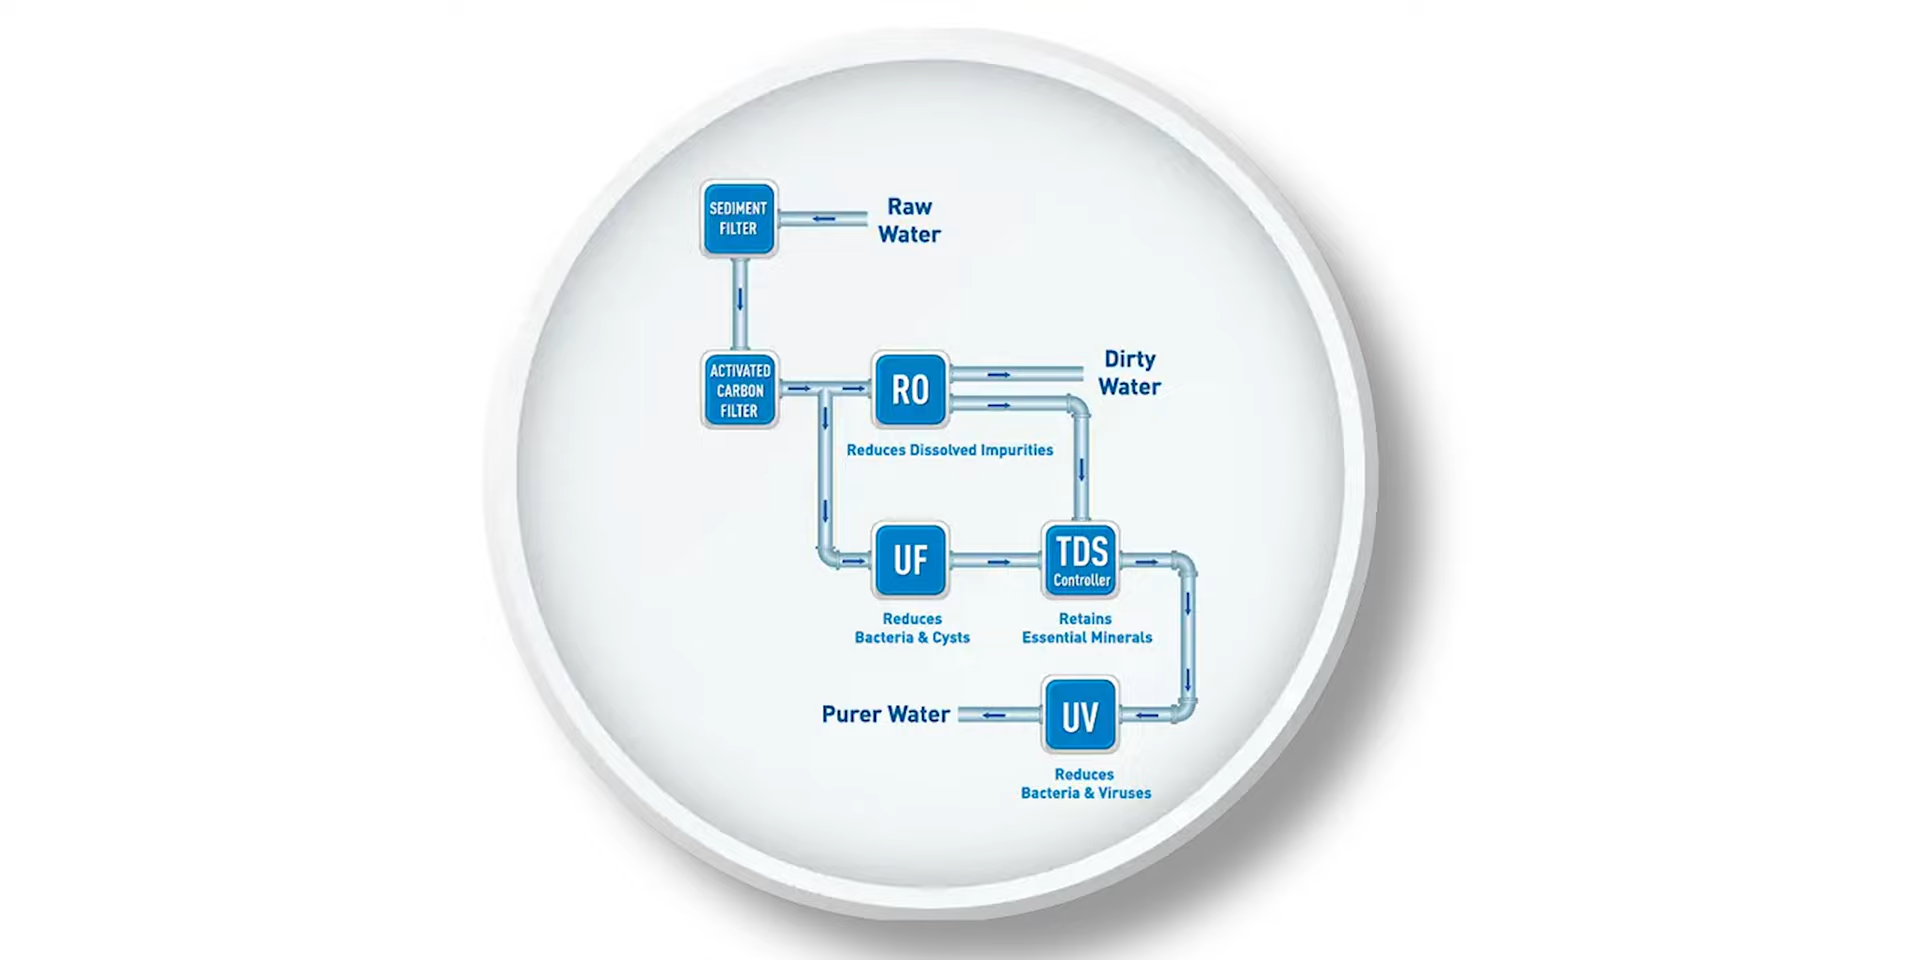 SEDIMENT
FILTER
Raw
Water
ACTIVATED
CARBON
FILTER
RO
Dirty
Water
Reduces Dissolved Impurities
UF
TDS
Controller
Reduces
Bacteria & Cysts
Retains
Essential Minerals
Purer Water
UV
Reduces
Bacteria & Viruses